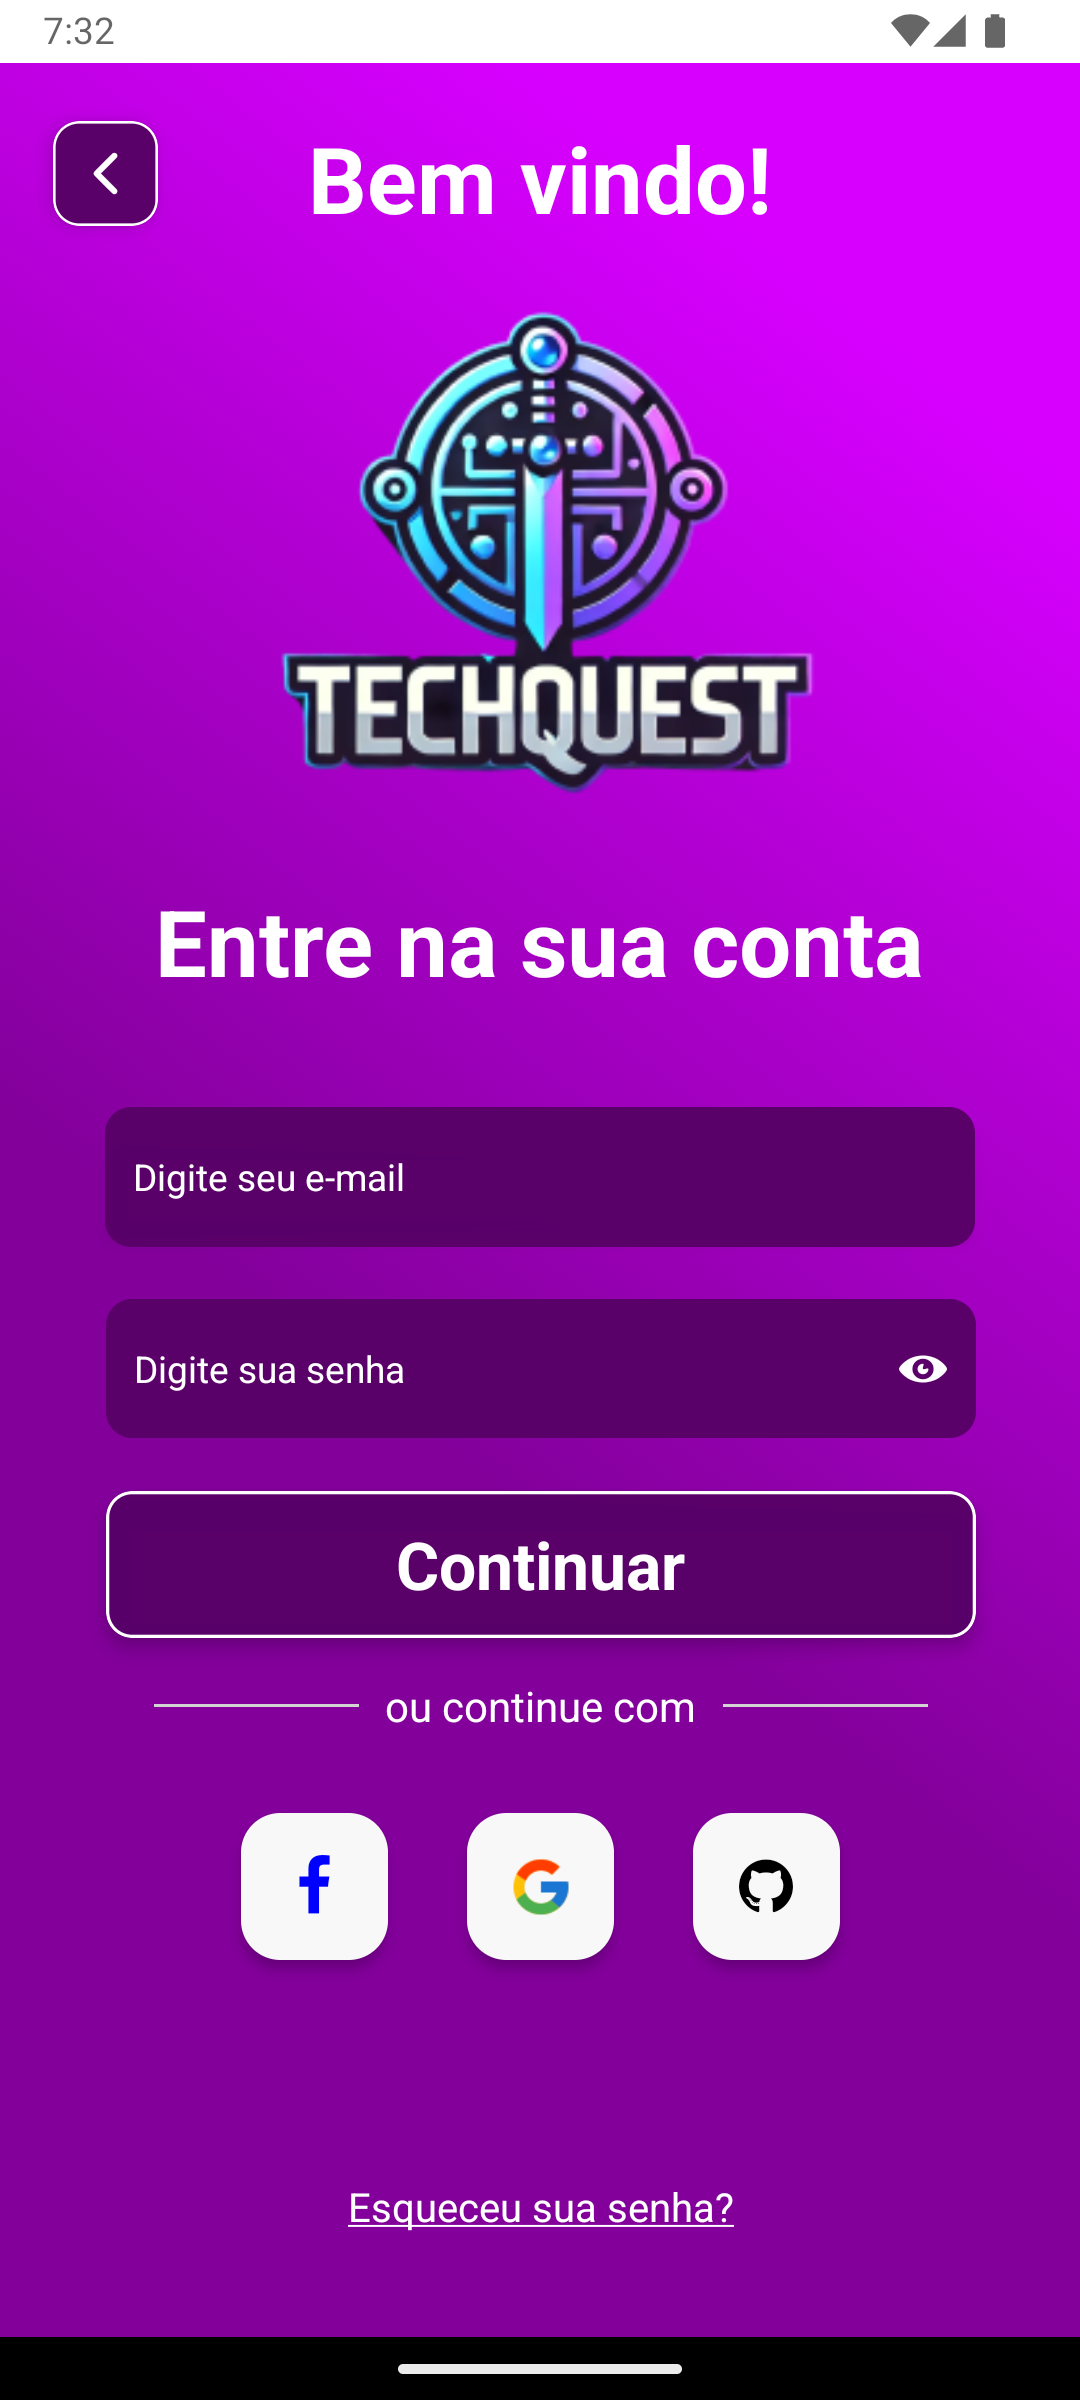 7:32
Bem vindo!
TECHQUEST
Entre na sua conta
Digite seu e-mail
Digite sua senha
Continuar
ou continue com
Esqueceu sua senha?